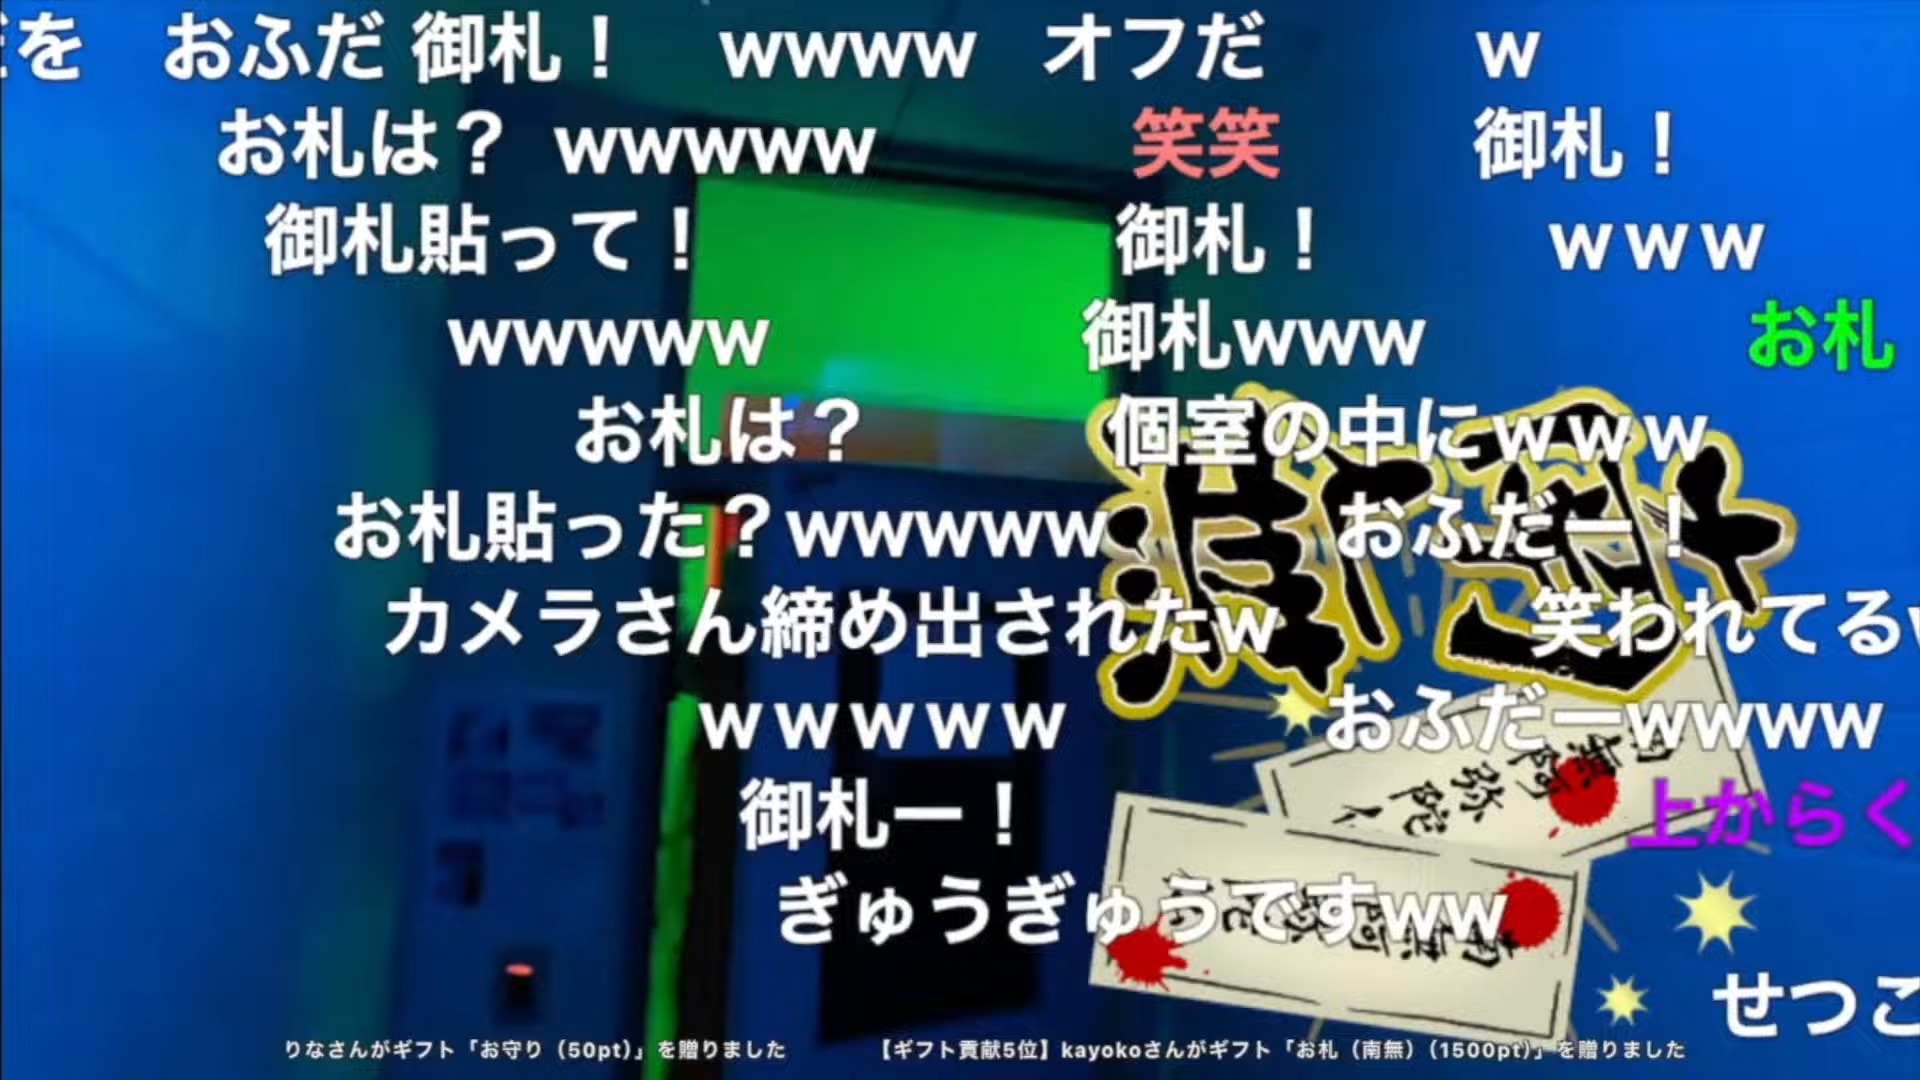 を おふだ 御札！ wwww オフだ w
お札は？ wwwww 笑笑 御札！
御札貼って！ 御札！ ｗｗｗ
wwwww 御札www お札
お札は？ 個室の中にｗｗｗ
お札貼った？wwwww おふだー！
カメラさん締め出されたw 笑われてるw
ｗｗｗｗｗ おふだーwwww
御札ー！ 上からく
ぎゅうぎゅうですww
せつこ
りなさんがギフト「お守り（50pt）」を贈りました 【ギフト貢献5位】kayokoさんがギフト「お札（南無）（1500pt）」を贈りました